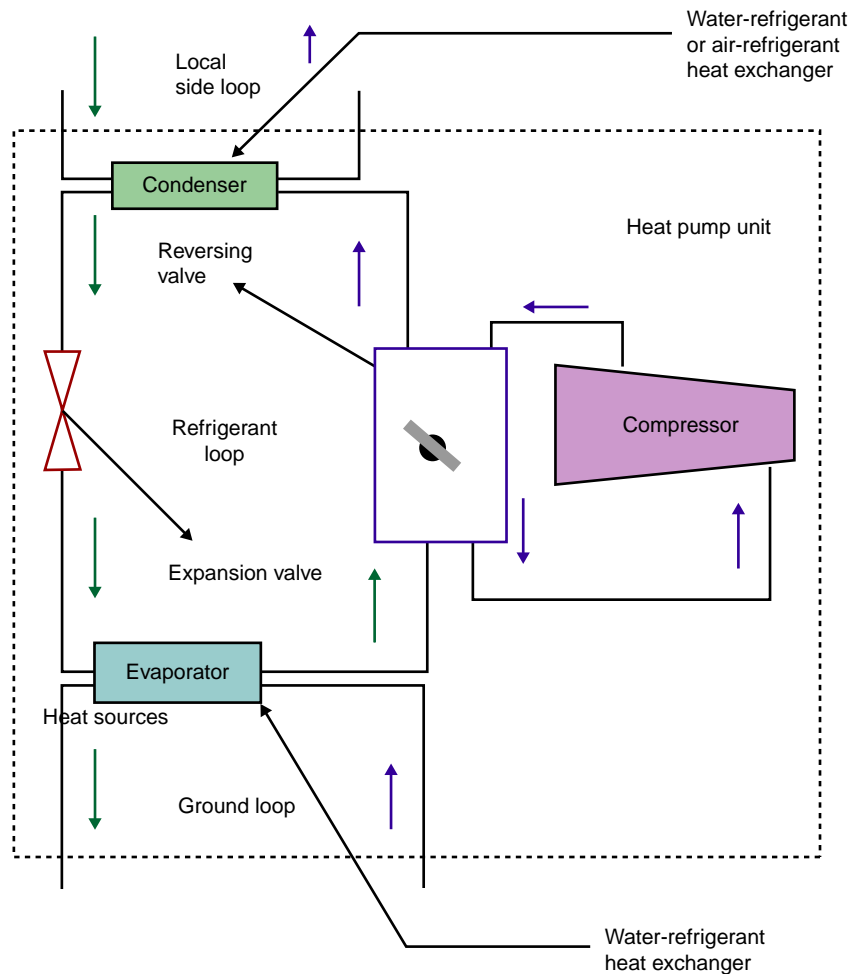 Water-refrigerant
or air-refrigerant
heat exchanger
Local
side loop
Condenser
Heat pump unit
Reversing
valve
Refrigerant
loop
Compressor
Expansion valve
Evaporator
Heat sources
Ground loop
Water-refrigerant
heat exchanger